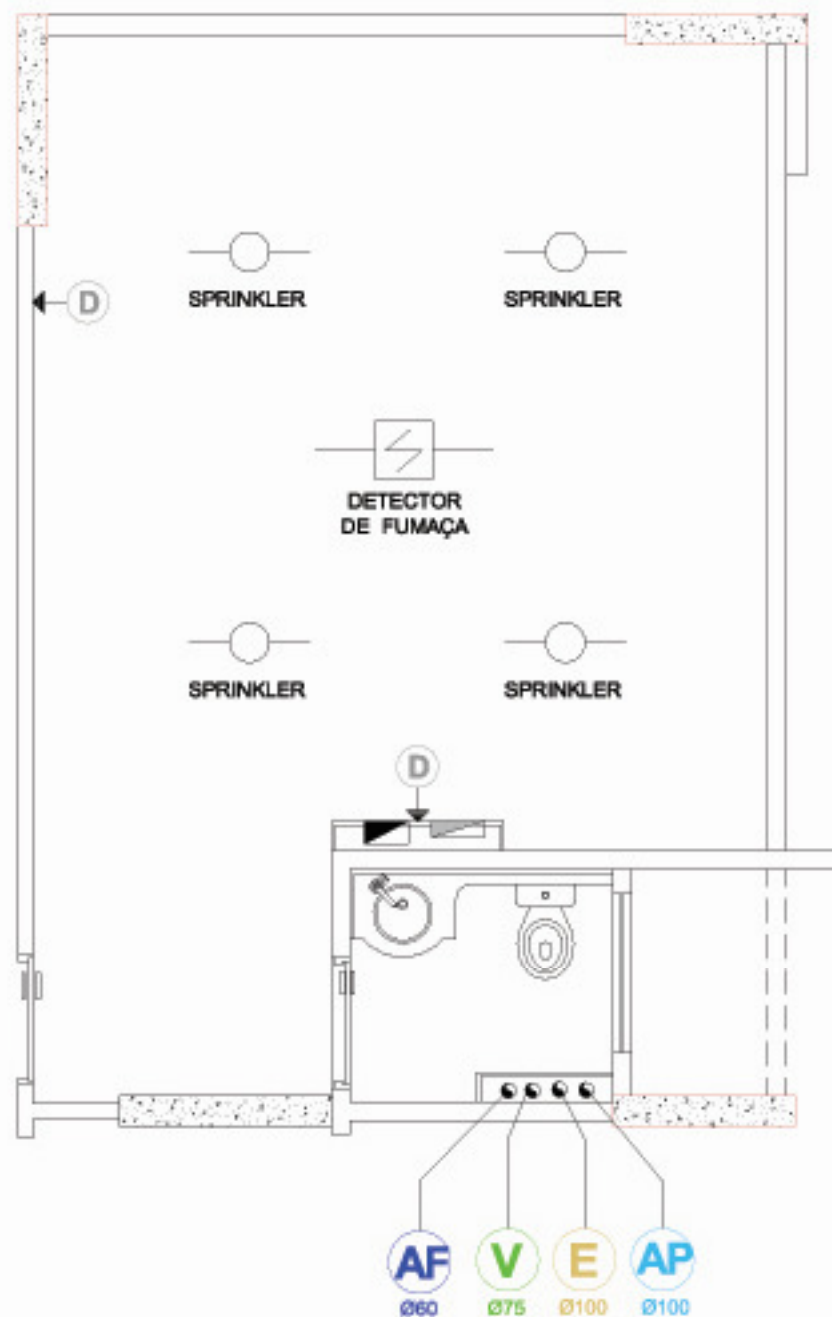 SPRINKLER
SPRINKLER
D
DETECTOR
DE FUMAÇA
SPRINKLER
SPRINKLER
D
AF
V
E
AP
Ø60
Ø75
Ø100
Ø100